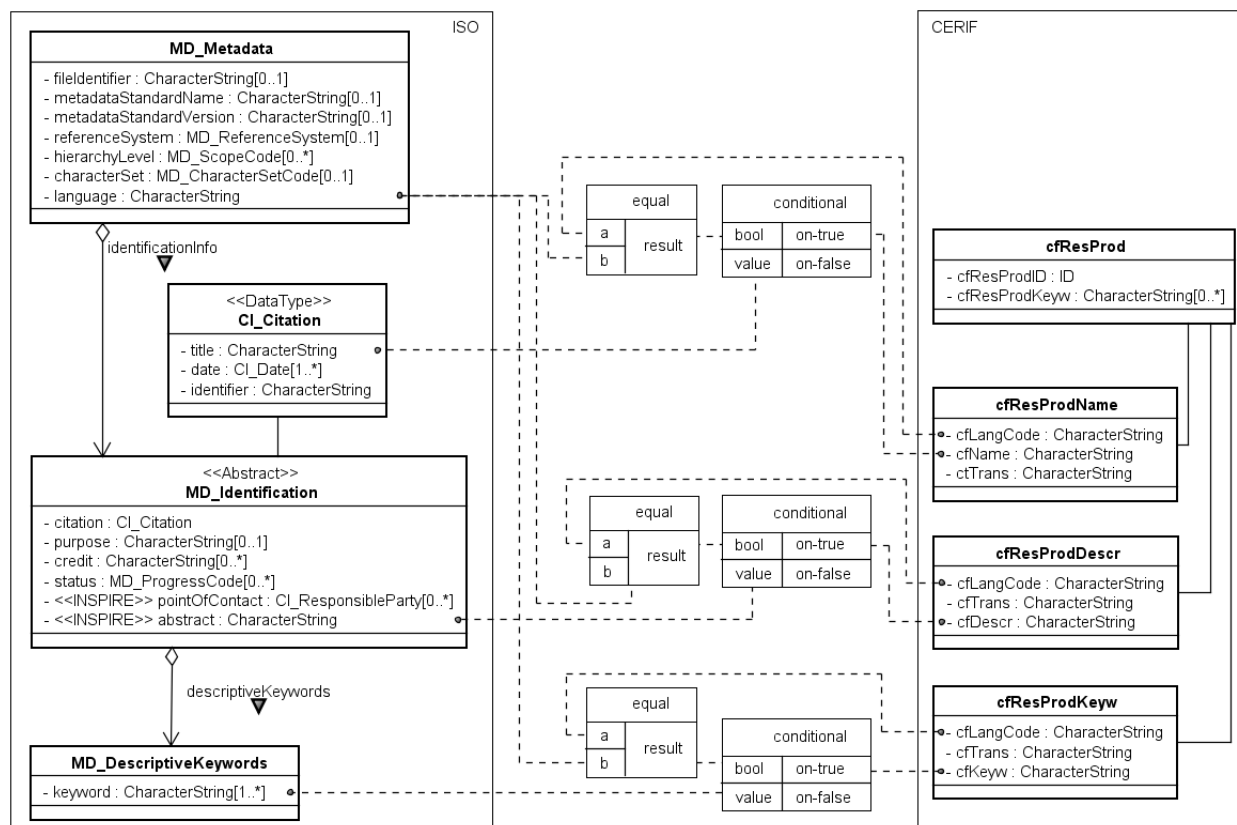 ISO
MD_Metadata
- fileIdentifier : CharacterString[0..1]
- metadataStandardName : CharacterString[0..1]
- metadataStandardVersion : CharacterString[0..1]
- referenceSystem : MD_ReferenceSystem[0..1]
- hierarchyLevel : MD_ScopeCode[0..*]
- characterSet : MD_CharacterSetCode[0..1]
- language : CharacterString
identificationInfo
<<DataType>>
CI_Citation
- title : CharacterString
- date : CI_Date[1..*]
- identifier : CharacterString
<<Abstract>>
MD_Identification
- citation : CI_Citation
- purpose : CharacterString[0..1]
- credit : CharacterString[0..*]
- status : MD_ProgressCode[0..*]
- <<INSPIRE>> pointOfContact : CI_ResponsibleParty[0..*]
- <<INSPIRE>> abstract : CharacterString
descriptiveKeywords
MD_DescriptiveKeywords
- keyword : CharacterString[1..*]
equal
a
b
result
conditional
bool on-true
value on-false
equal
a
b
result
conditional
bool on-true
value on-false
equal
a
b
result
conditional
bool on-true
value on-false
CERIF
cfResProd
- cfResProdID : ID
- cfResProdKeyw : CharacterString[0..*]
cfResProdName
- cfLangCode : CharacterString
- cfName : CharacterString
- ctTrans : CharacterString
cfResProdDescr
- cfLangCode : CharacterString
- cfTrans : CharacterString
- cfDescr : CharacterString
cfResProdKeyw
- cfLangCode : CharacterString
- cfTrans : CharacterString
- cfKeyw : CharacterString